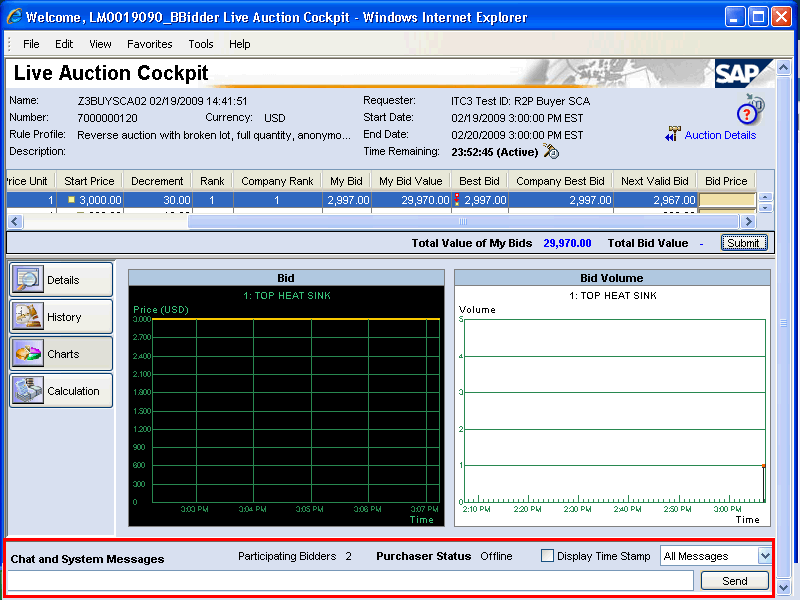 Welcome, LM0019090_BBidder Live Auction Cockpit - Windows Internet Explorer
File Edit View Favorites Tools Help
Live Auction Cockpit
SAP
Name: Z3BUYSCA02 02/19/2009 14:41:51 Requester: ITC3 Test ID: R2P Buyer SCA
Number: 7000000120 Currency: USD Start Date: 02/19/2009 3:00:00 PM EST
Rule Profile: Reverse auction with broken lot, full quantity, anonymo... End Date: 02/20/2009 3:00:00 PM EST
Auction Details
Description: Time Remaining: 23:52:45 (Active)
Price Unit Start Price Decrement Rank Company Rank My Bid My Bid Value Best Bid Company Best Bid Next Valid Bid Bid Price
1 3,000.00 30.00 1 1 2,997.00 29,970.00 2,997.00 2,997.00 2,967.00
Total Value of My Bids 29,970.00 Total Bid Value - Submit
Details
History
Charts
Calculation
Bid
1: TOP HEAT SINK
Price (USD)
3.000
2.700
2.400
2.100
1.800
1.500
1.200
900
600
300
0
3:03 PM 3:04 PM 3:05 PM 3:06 PM 3:07 PM
Time
Bid Volume
1: TOP HEAT SINK
Volume
5
4
3
2
1
0
2:10 PM 2:20 PM 2:30 PM 2:40 PM 2:50 PM 3:00 PM
Time
Chat and System Messages Participating Bidders 2 Purchaser Status Offline Display Time Stamp All Messages
Send